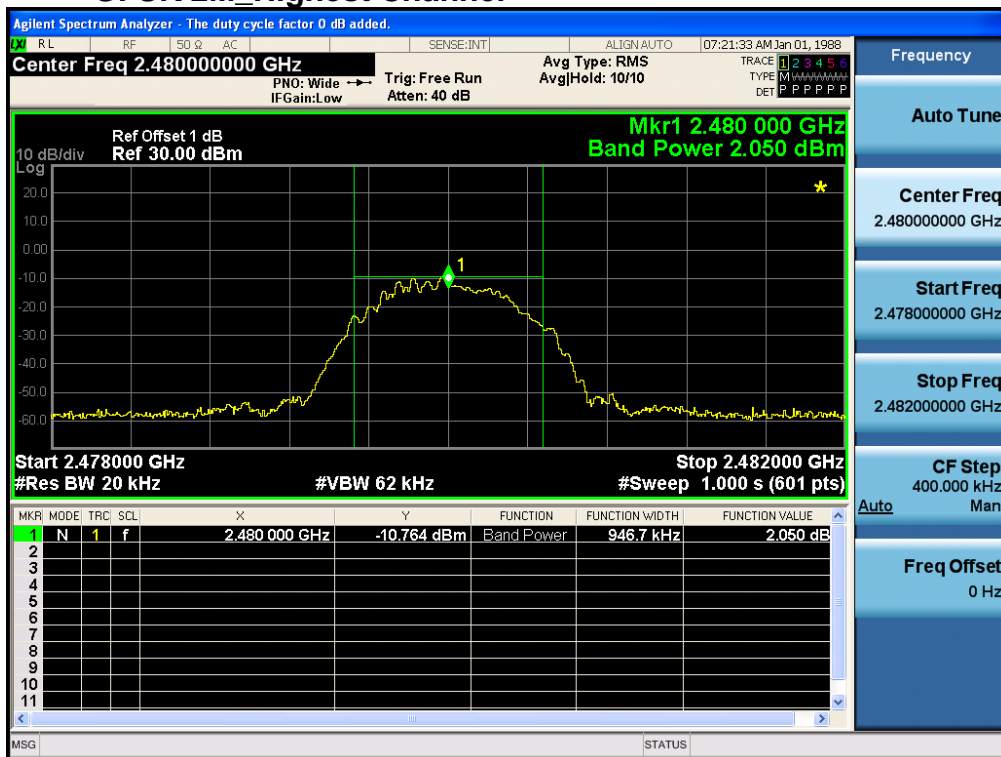 Highest Channel
Agilent Spectrum Analyzer - The duty cycle factor 0 dB added.
LXI RL RF 50 Ω AC SENSE:INT ALIGN AUTO 07:21:33 AM Jan 01, 1988
Center Freq 2.480000000 GHz
PNO: Wide
IFGain:Low
Trig: Free Run
Atten: 40 dB
Avg Type: RMS
Avg|Hold: 10/10
TRACE 1 2 3 4 5 6
TYPE M WWWWW
DET P P P P P P
Mkr1 2.480 000 GHz
Band Power 2.050 dBm
Ref Offset 1 dB
10 dB/div Ref 30.00 dBm
Log
20.0
10.0
0.00
-10.0
-20.0
-30.0
-40.0
-50.0
-60.0
1
*
Start 2.478000 GHz Stop 2.482000 GHz
#Res BW 20 kHz #VBW 62 kHz #Sweep 1.000 s (601 pts)
MKR MODE TRC SCL X Y FUNCTION FUNCTION WIDTH FUNCTION VALUE
1 N 1 f 2.480 000 GHz -10.764 dBm Band Power 946.7 kHz 2.050 dB
2
3
4
5
6
7
8
9
10
11
MSG STATUS
Frequency
Auto Tune
Center Freq
2.480000000 GHz
Start Freq
2.478000000 GHz
Stop Freq
2.482000000 GHz
CF Step
400.000 kHz
Auto Man
Freq Offset
0 Hz